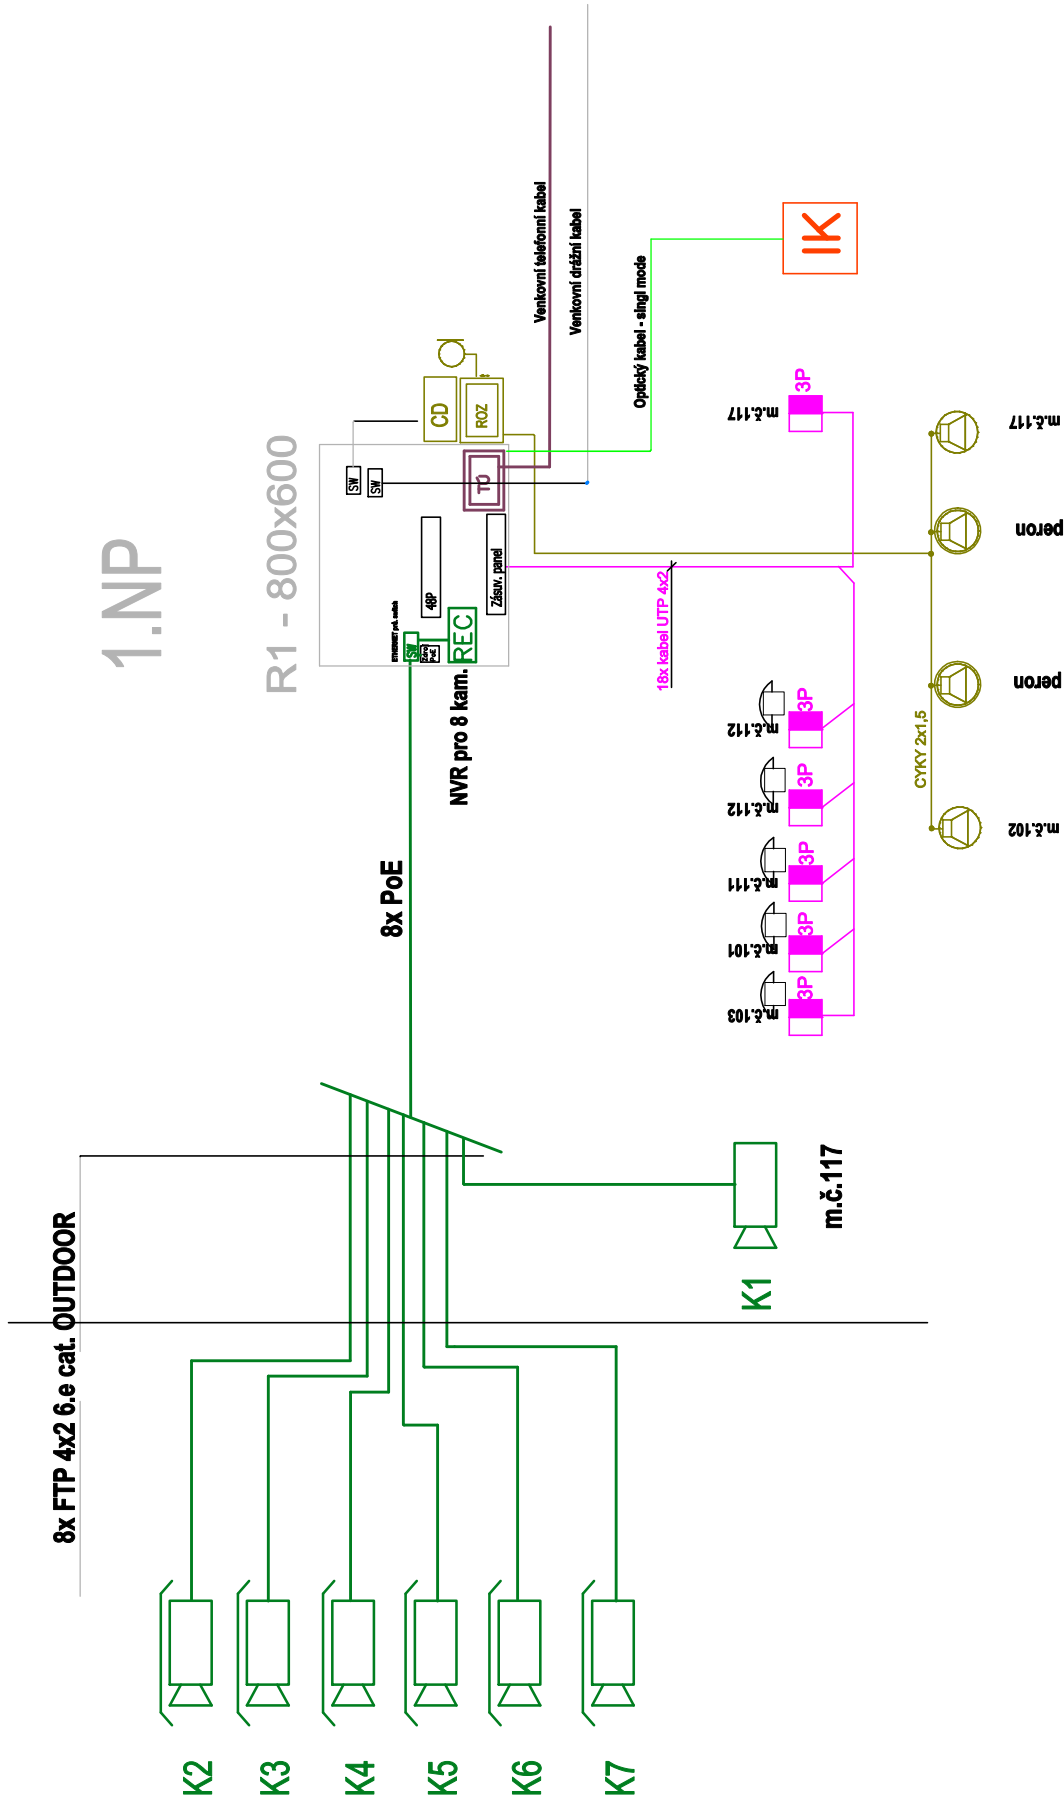 1.NP
R1 - 800x600
Venkovní telefonní kabel
Venkovní drážní kabel
Optický kabel - singl mode
IK
CD
ROZ
SW
SW
TÚ
48P
Zásuv. panel
SW
Zdroj
PoE
REC
NVR pro 8 kam.
8x PoE
18x kabel UTP 4x2
3P
m.č.117
3P
m.č.112
3P
m.č.112
3P
m.č.111
3P
m.č.101
3P
m.č.103
CYKY 2x1,5
m.č.117
peron
peron
m.č.102
8x FTP 4x2 6.e cat. OUTDOOR
K1
m.č.117
K2
K3
K4
K5
K6
K7